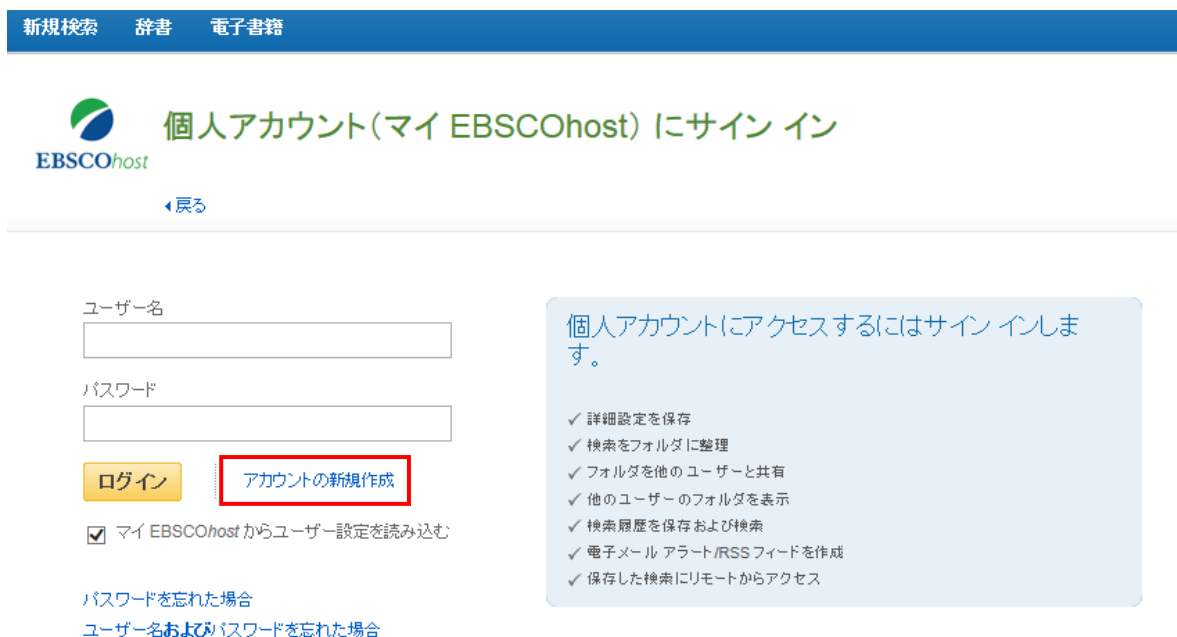 新規検索 辞書 電子書籍
EBSCOhost
個人アカウント(マイ EBSCOhost) にサイン イン
戻る
ユーザー名
パスワード
ログイン アカウントの新規作成
マイ EBSCOhost からユーザー設定を読み込む
パスワードを忘れた場合
ユーザー名およびパスワードを忘れた場合
個人アカウントにアクセスするにはサイン インしま
す。
詳細設定を保存
検索をフォルダに整理
フォルダを他のユーザーと共有
他のユーザーのフォルダを表示
検索履歴を保存および検索
電子メール アラート/RSS フィードを作成
保存した検索にリモートからアクセス